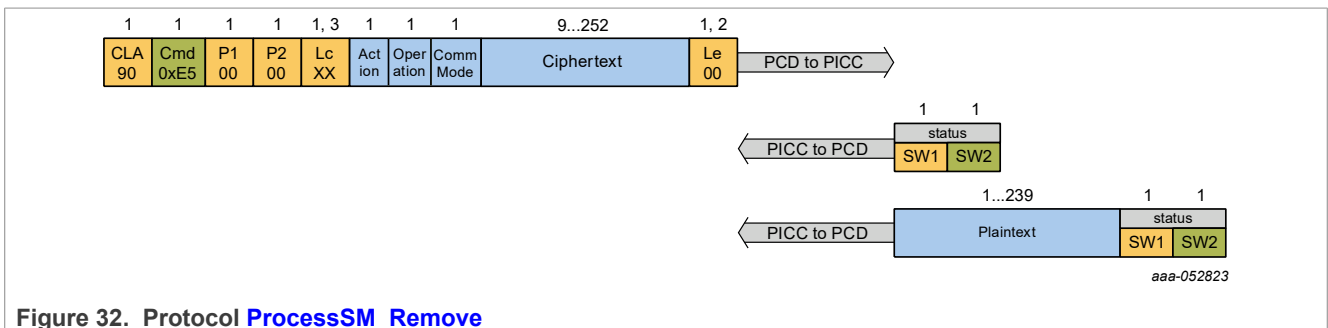 1 1 1 1 1, 3 1 1 1 9...252 1, 2
CLA Cmd P1 P2 Lc Act Oper Comm Ciphertext Le
90 0xE5 00 00 XX ion ation Mode 00
PCD to PICC
1 1
status
PICC to PCD SW1 SW2
1...239 1 1
status
PICC to PCD Plaintext SW1 SW2
aaa-052823
Figure 32. Protocol ProcessSM_Remove